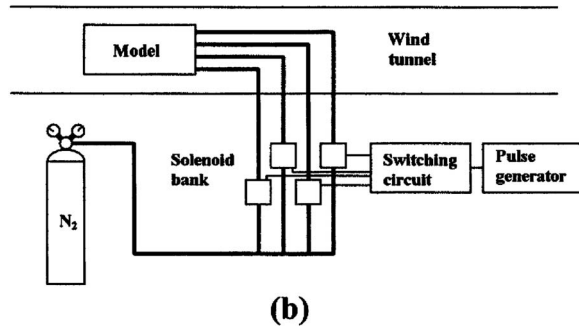 Model
Wind
tunnel
Solenoid
bank
Switching
circuit
Pulse
generator
N₂
(b)